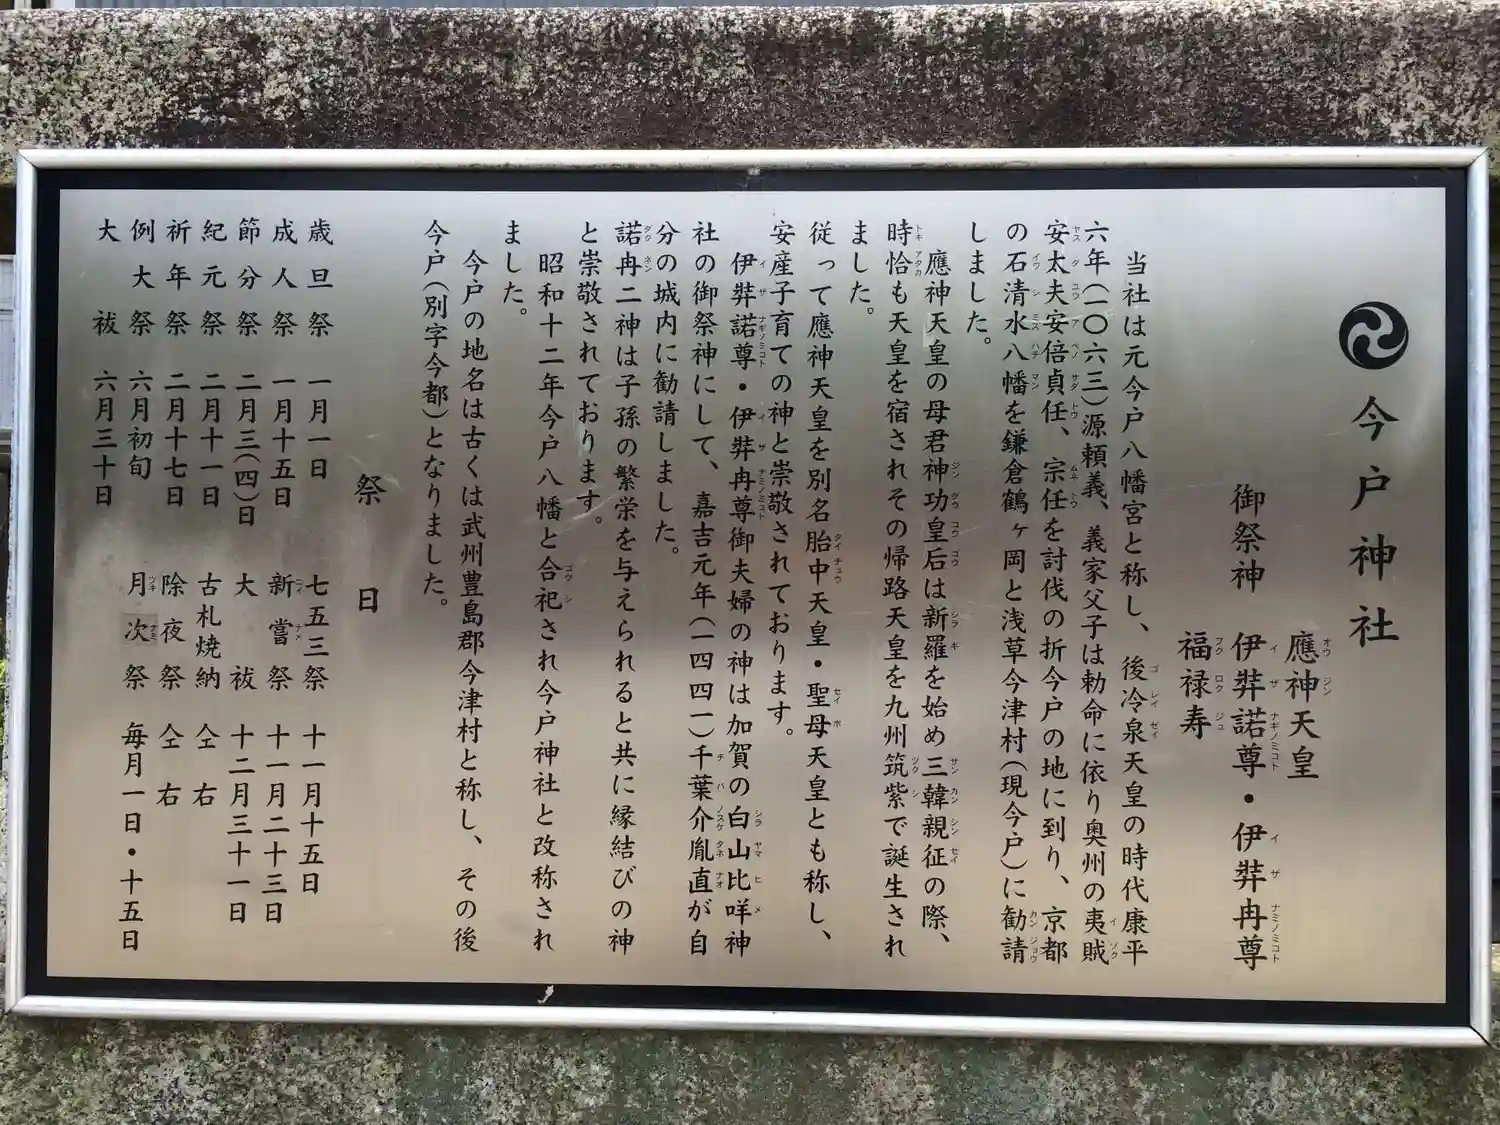 今戸神社
御祭神
應神天皇
伊弉諾尊・伊弉冉尊
福禄寿
当社は元今戸八幡宮と称し、後冷泉天皇の時代康平
六年(一〇六三)源頼義、義家父子は勅命に依り奥州の夷賊
安太夫安倍貞任、宗任を討伐の折今戸の地に到り、京都
の石清水八幡を鎌倉鶴ヶ岡と浅草今津村(現今戸)に勧請
しました。
應神天皇の母君神功皇后は新羅を始め三韓親征の際、
時恰も天皇を宿されその帰路天皇を九州筑紫で誕生され
ました。
従って應神天皇を別名胎中天皇・聖母天皇とも称し、
安産子育ての神と崇敬されております。
伊弉諾尊・伊弉冉尊御夫婦の神は加賀の白山比咩神
社の御祭神にして、嘉吉元年(一四四一)千葉介胤直が自
分の城内に勧請しました。
諾冉二神は子孫の繁栄を与えられると共に縁結びの神
と崇敬されております。
昭和十二年今戸八幡と合祀され今戸神社と改称され
ました。
今戸の地名は古くは武州豊島郡今津村と称し、その後
今戸(別字今都)となりました。
祭日
歳旦祭 一月一日 七五三祭 十一月十五日
成人祭 一月十五日 新嘗祭 十一月二十三日
節分祭 二月三(四)日 大祓 十二月三十一日
紀元祭 二月十一日 古札焼納 仝右
祈年祭 二月十七日 除夜祭 仝右
例大祭 六月初旬 月次祭 毎月一日・十五日
大祓 六月三十日